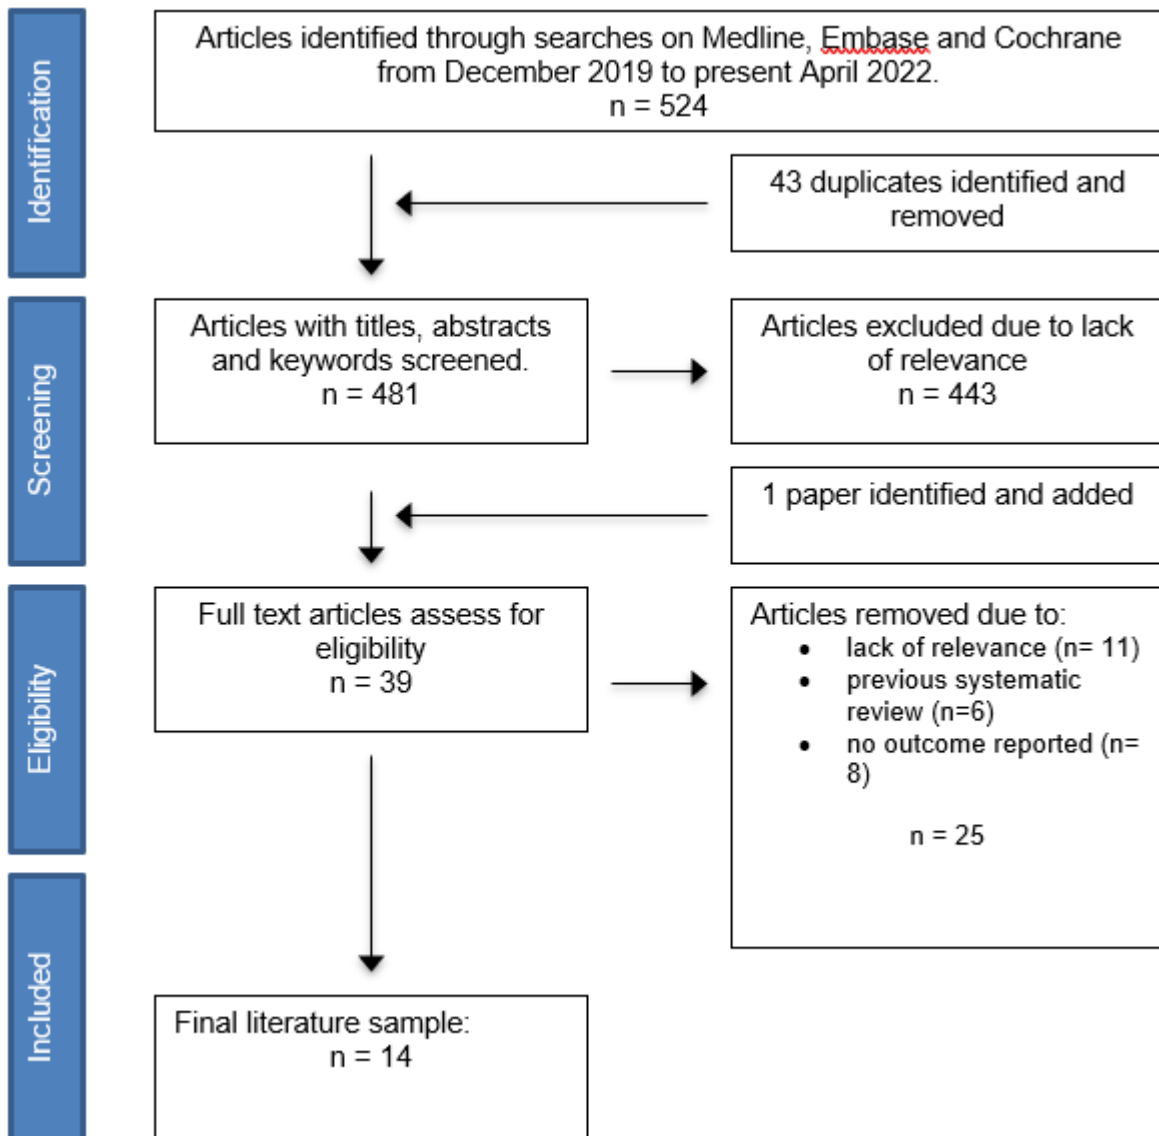 Identification
Articles identified through searches on Medline, Embase and Cochrane
from December 2019 to present April 2022.
n = 524
43 duplicates identified and
removed
Screening
Articles with titles, abstracts
and keywords screened.
n = 481
Articles excluded due to lack
of relevance
n = 443
1 paper identified and added
Eligibility
Full text articles assess for
eligibility
n = 39
Articles removed due to:
• lack of relevance (n= 11)
• previous systematic
review (n=6)
• no outcome reported (n=
8)
n = 25
Included
Final literature sample:
n = 14